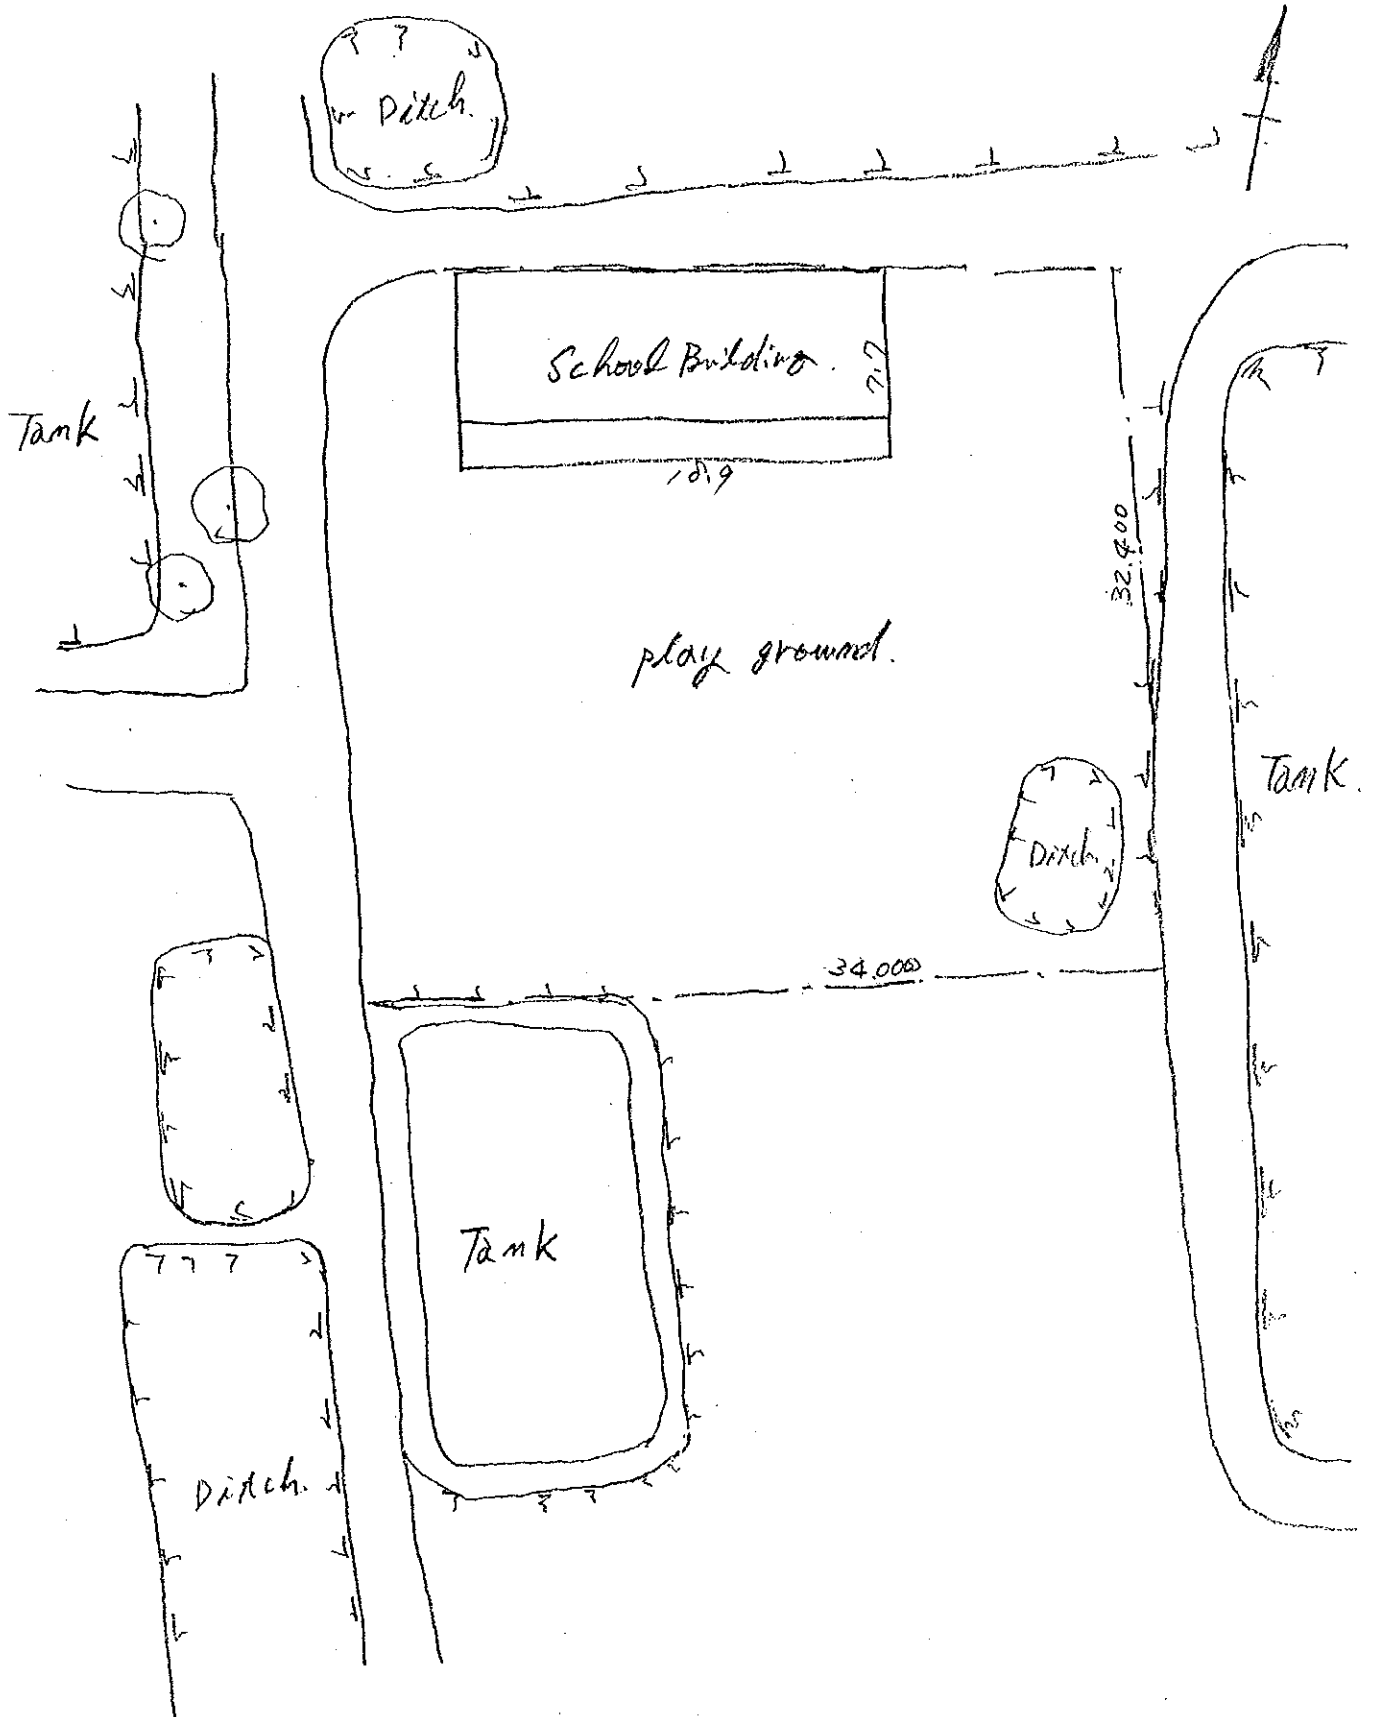 Ditch.
School Building.
7.7
Tank
18.9
32.400
play ground.
Tank.
Ditch.
34.000
Tank
Ditch.